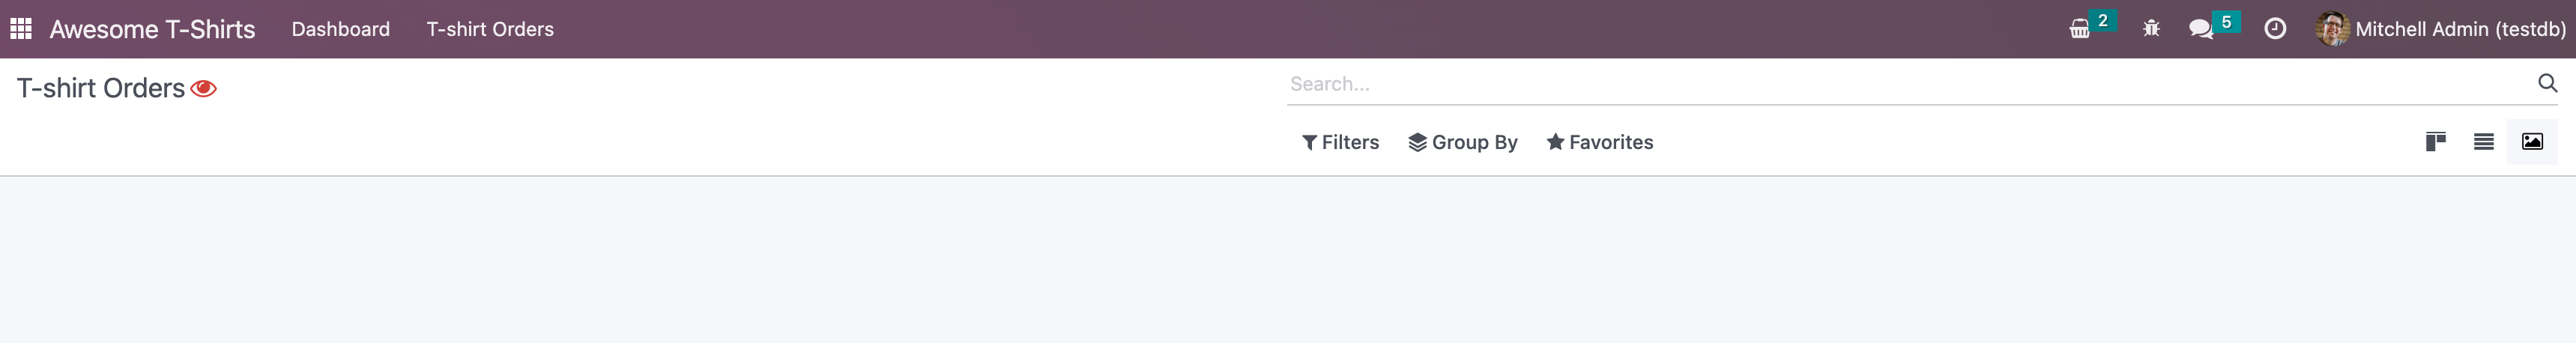 Awesome T-Shirts Dashboard T-shirt Orders 2 5 Mitchell Admin (testdb)
T-shirt Orders Search...
Filters Group By Favorites